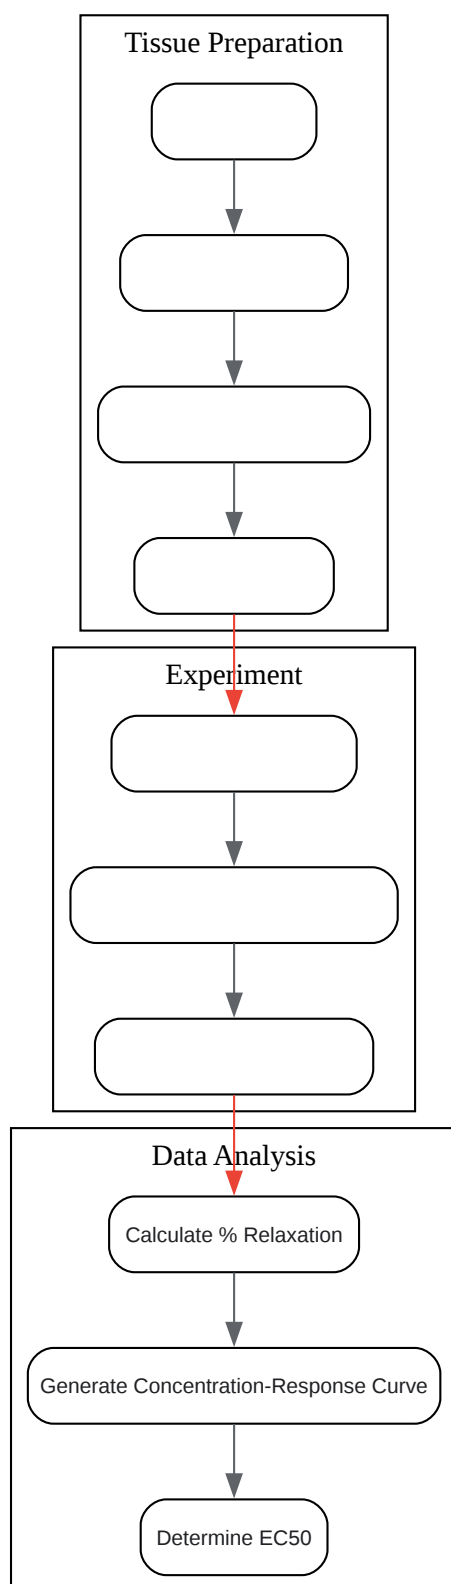 Tissue Preparation
Experiment
Data Analysis
Calculate % Relaxation
Generate Concentration-Response Curve
Determine EC50